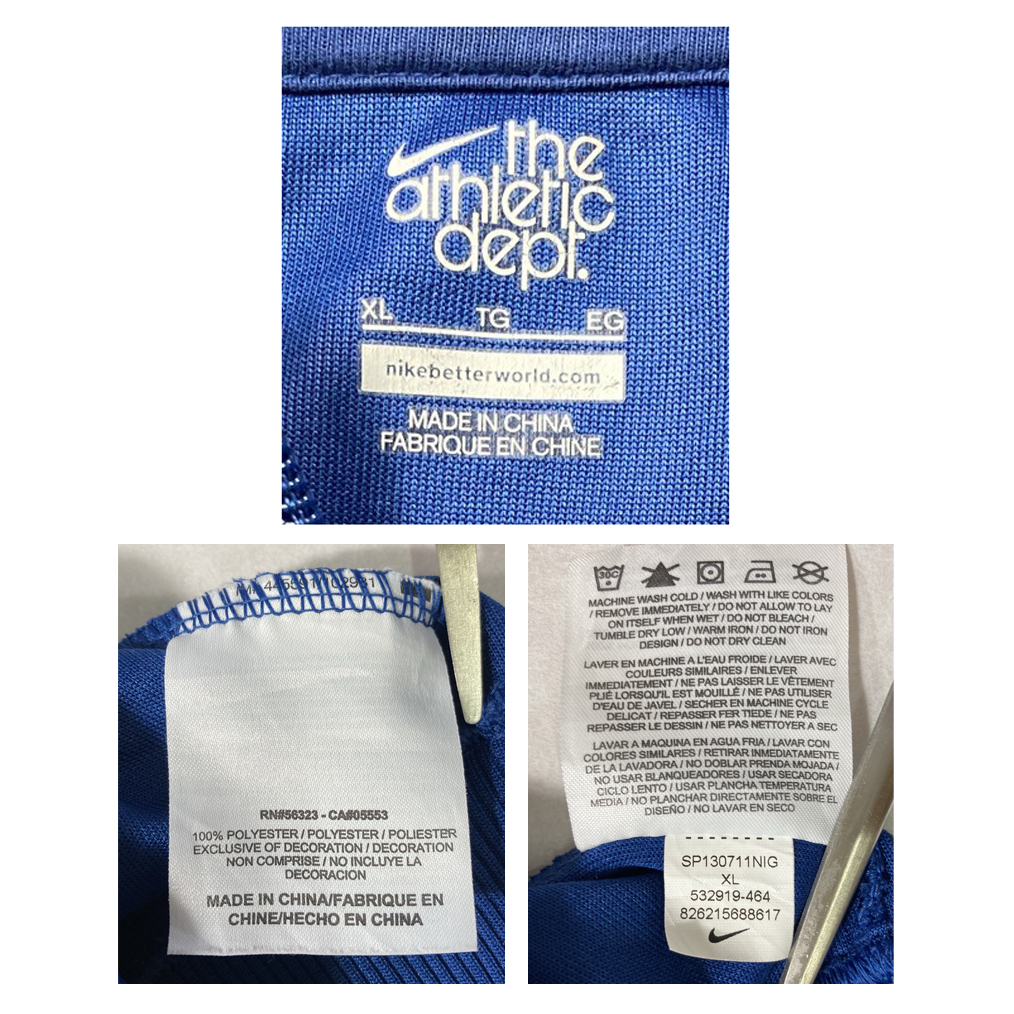 the
athletic
dept.
XL TG EG
nikebetterworld.com
MADE IN CHINA
FABRIQUE EN CHINE
RN#56323 - CA#05553
100% POLYESTER / POLYESTER / POLIESTER
EXCLUSIVE OF DECORATION / DECORATION
NON COMPRISE / NO INCLUYE LA
DECORACION
MADE IN CHINA/FABRIQUE EN
CHINE/HECHO EN CHINA
30C
MACHINE WASH COLD / WASH WITH LIKE COLORS
/ REMOVE IMMEDIATELY / DO NOT ALLOW TO LAY
ON ITSELF WHEN WET / DO NOT BLEACH /
TUMBLE DRY LOW / WARM IRON / DO NOT IRON
DESIGN / DO NOT DRY CLEAN
LAVER EN MACHINE A L'EAU FROIDE / LAVER AVEC
COULEURS SIMILAIRES / ENLEVER
IMMEDIATEMENT / NE PAS LAISSER LE VÊTEMENT
PLIÉ LORSQU'IL EST MOUILLÉ / NE PAS UTILISER
D'EAU DE JAVEL / SECHER EN MACHINE CYCLE
DELICAT / REPASSER FER TIEDE / NE PAS
REPASSER LE DESSIN / NE PAS NETTOYER A SEC
LAVAR A MAQUINA EN AGUA FRIA / LAVAR CON
COLORES SIMILARES / RETIRAR INMEDIATAMENTE
DE LA LAVADORA / NO DOBLAR PRENDA MOJADA /
NO USAR BLANQUEADORES / USAR SECADORA
CICLO LENTO / USAR PLANCHA TEMPERATURA
MEDIA / NO PLANCHAR DIRECTAMENTE SOBRE EL
DISEÑO / NO LAVAR EN SECO
SP130711NIG
XL
532919-464
826215688617